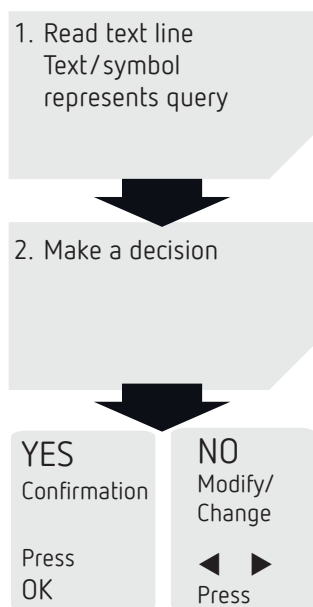 1. Read text line
Text/symbol
represents query
2. Make a decision
YES
Confirmation
Press
OK
NO
Modify/
Change
◀ ▶
Press